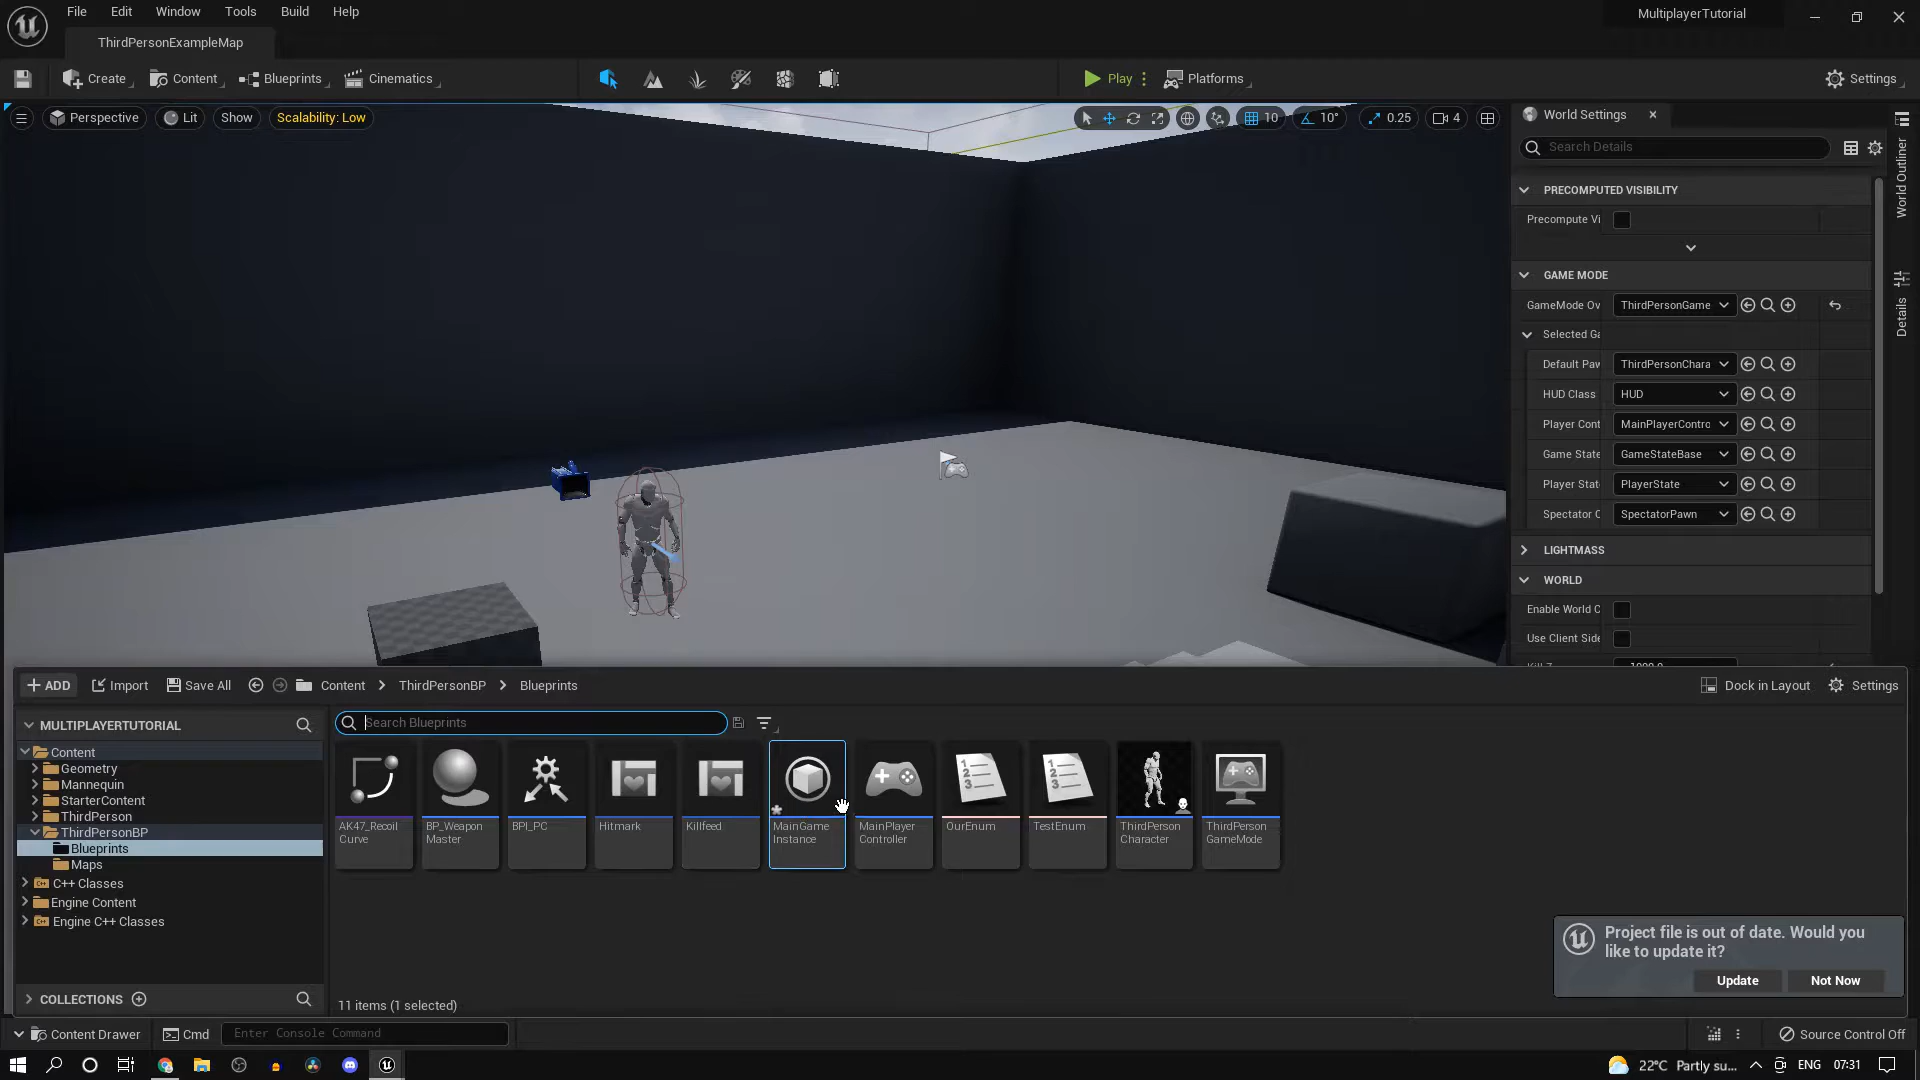 File Edit Window Tools Build Help
MultiplayerTutorial
ThirdPersonExampleMap
Create Content Blueprints Cinematics
Play Platforms
Settings
Perspective Lit Show Scalability: Low
10 10° 0.25 4
World Settings
Search Details
PRECOMPUTED VISIBILITY
Precompute Vi
GAME MODE
GameMode Ov ThirdPersonGame
Selected Ga
Default Paw ThirdPersonChara
HUD Class HUD
Player Cont MainPlayerContro
Game State GameStateBase
Player State PlayerState
Spectator C SpectatorPawn
LIGHTMASS
WORLD
Enable World C
Use Client Side
World Outliner
Details
ADD Import Save All Content ThirdPersonBP Blueprints
Dock in Layout Settings
MULTIPLAYERTUTORIAL
Search Blueprints
Content
Geometry
Mannequin
StarterContent
ThirdPerson
ThirdPersonBP
Blueprints
Maps
C++ Classes
Engine Content
Engine C++ Classes
COLLECTIONS
AK47_Recoil
Curve
BP_Weapon
Master
BPI_PC
Hitmark
Killfeed
MainGame
Instance
MainPlayer
Controller
OurEnum
TestEnum
ThirdPerson
Character
ThirdPerson
GameMode
11 items (1 selected)
Project file is out of date. Would you
like to update it?
Update Not Now
Content Drawer Cmd Enter Console Command
Source Control Off
22°C Partly su... ENG 07:31